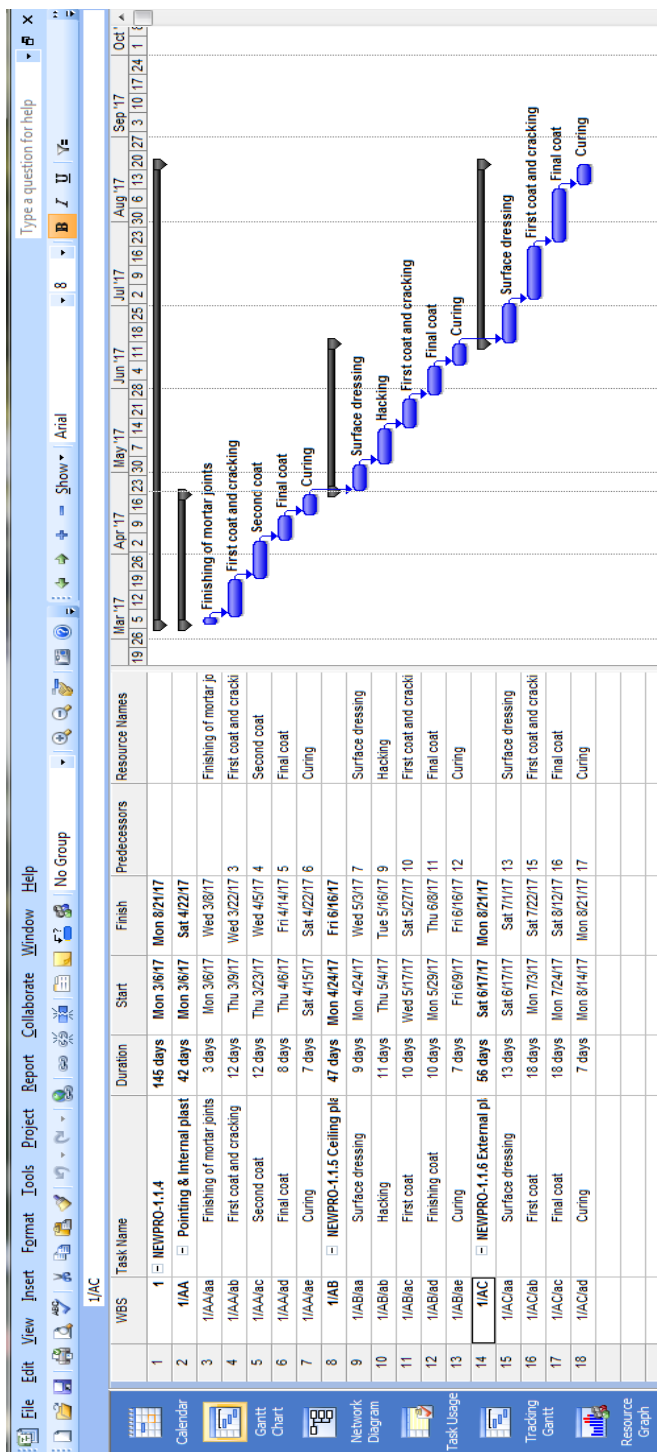 File Edit View Insert Format Tools Project Report Collaborate Window Help Type a question for help
No Group Show Arial 8 B I U
1/AC
WBS Task Name Duration Start Finish Predecessors Resource Names
1 1 NEWPRO-1.1.4 145 days Mon 3/6/17 Mon 8/21/17
2 1/AA Pointing & Internal plast 42 days Mon 3/6/17 Sat 4/22/17
3 1/AA/aa Finishing of mortar joints 3 days Mon 3/6/17 Wed 3/8/17 Finishing of mortar jo
4 1/AA/ab First coat and cracking 12 days Thu 3/9/17 Wed 3/22/17 3 First coat and cracki
5 1/AA/ac Second coat 12 days Thu 3/23/17 Wed 4/5/17 4 Second coat
6 1/AA/ad Final coat 8 days Thu 4/6/17 Fri 4/14/17 5 Final coat
7 1/AA/ae Curing 7 days Sat 4/15/17 Sat 4/22/17 6 Curing
8 1/AB NEWPRO-1.1.5 Ceiling pla 47 days Mon 4/24/17 Fri 6/16/17
9 1/AB/aa Surface dressing 9 days Mon 4/24/17 Wed 5/3/17 7 Surface dressing
10 1/AB/ab Hacking 11 days Thu 5/4/17 Tue 5/16/17 9 Hacking
11 1/AB/ac First coat 10 days Wed 5/17/17 Sat 5/27/17 10 First coat and cracki
12 1/AB/ad Finishing coat 10 days Mon 5/29/17 Thu 6/8/17 11 Final coat
13 1/AB/ae Curing 7 days Fri 6/9/17 Fri 6/16/17 12 Curing
14 1/AC NEWPRO-1.1.6 External pl 56 days Sat 6/17/17 Mon 8/21/17
15 1/AC/aa Surface dressing 13 days Sat 6/17/17 Sat 7/1/17 13 Surface dressing
16 1/AC/ab First coat 18 days Mon 7/3/17 Sat 7/22/17 15 First coat and cracki
17 1/AC/ac Final coat 18 days Mon 7/24/17 Sat 8/12/17 16 Final coat
18 1/AC/ad Curing 7 days Mon 8/14/17 Mon 8/21/17 17 Curing
Mar '17 Apr '17 May '17 Jun '17 Jul '17 Aug '17 Sep '17 Oct '
19 26 5 12 19 26 2 9 16 23 30 7 14 21 28 4 11 18 25 2 9 16 23 30 6 13 20 27 3 10 17 24 1
Finishing of mortar joints
First coat and cracking
Second coat
Final coat
Curing
Surface dressing
Hacking
First coat and cracking
Final coat
Curing
Surface dressing
First coat and cracking
Final coat
Curing
Calendar
Gantt
Chart
Network
Diagram
Task Usage
Tracking
Gantt
Resource
Graph